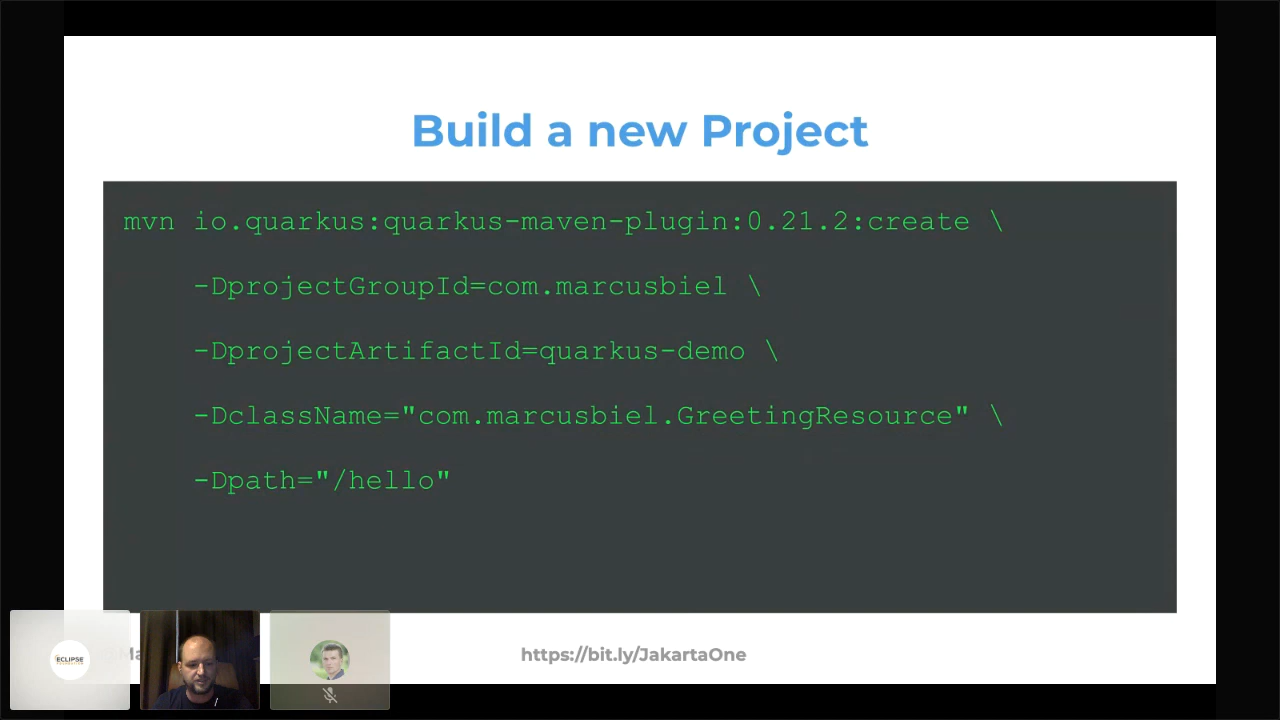 Build a new Project
mvn io.quarkus:quarkus-maven-plugin:0.21.2:create \
-DprojectGroupId=com.marcusbiel \
-DprojectArtifactId=quarkus-demo \
-DclassName="com.marcusbiel.GreetingResource" \
-Dpath="/hello"
ECLIPSE
https://bit.ly/JakartaOne